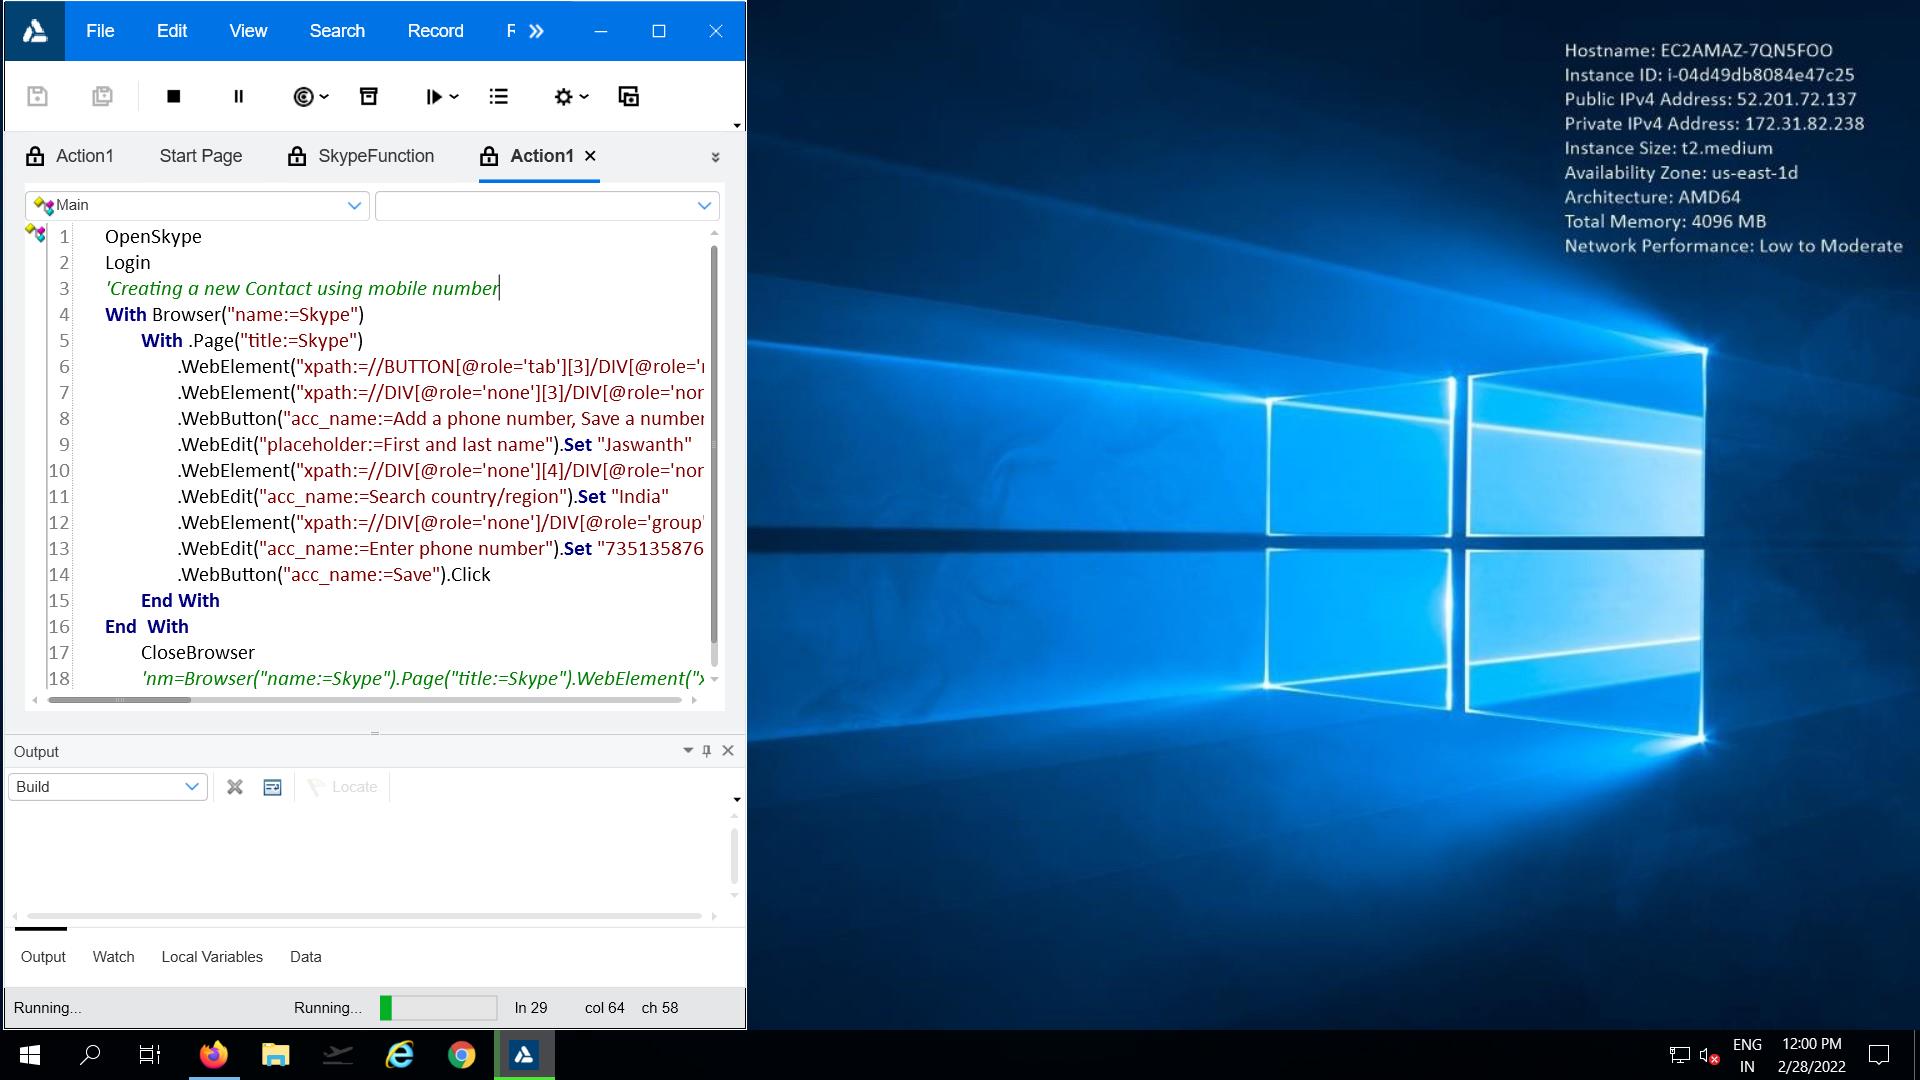 File Edit View Search Record
Action1 Start Page SkypeFunction Action1
Main
1 OpenSkype
2 Login
3 'Creating a new Contact using mobile number
4 With Browser("name:=Skype")
5 With .Page("title:=Skype")
6 .WebElement("xpath:=//BUTTON[@role='tab'][3]/DIV[@role='
7 .WebElement("xpath:=//DIV[@role='none'][3]/DIV[@role='nor
8 .WebButton("acc_name:=Add a phone number, Save a number
9 .WebEdit("placeholder:=First and last name").Set "Jaswanth"
10 .WebElement("xpath:=//DIV[@role='none'][4]/DIV[@role='nor
11 .WebEdit("acc_name:=Search country/region").Set "India"
12 .WebElement("xpath:=//DIV[@role='none']/DIV[@role='group'
13 .WebEdit("acc_name:=Enter phone number").Set "735135876
14 .WebButton("acc_name:=Save").Click
15 End With
16 End With
17 CloseBrowser
18 'nm=Browser("name:=Skype").Page("title:=Skype").WebElement("x
Output
Build Locate
Output Watch Local Variables Data
Running... Running... ln 29 col 64 ch 58
Hostname: EC2AMAZ-7QN5FOO
Instance ID: i-04d49db8084e47c25
Public IPv4 Address: 52.201.72.137
Private IPv4 Address: 172.31.82.238
Instance Size: t2.medium
Availability Zone: us-east-1d
Architecture: AMD64
Total Memory: 4096 MB
Network Performance: Low to Moderate
ENG
IN
12:00 PM
2/28/2022